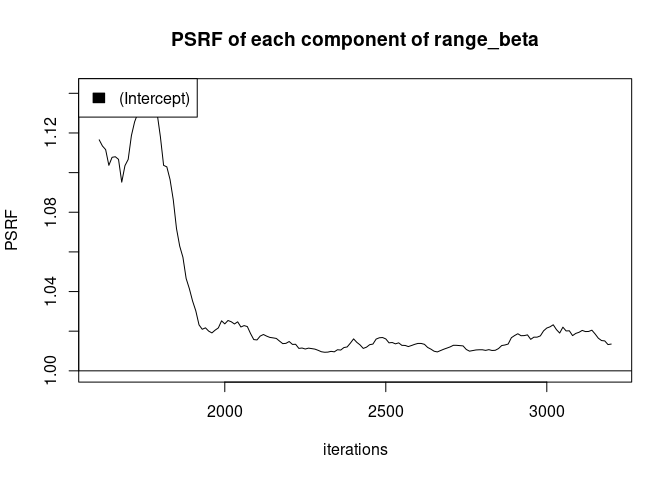 PSRF of each component of range_beta
(Intercept)
PSRF
1.12
1.08
1.04
1.00
2000 2500 3000
iterations